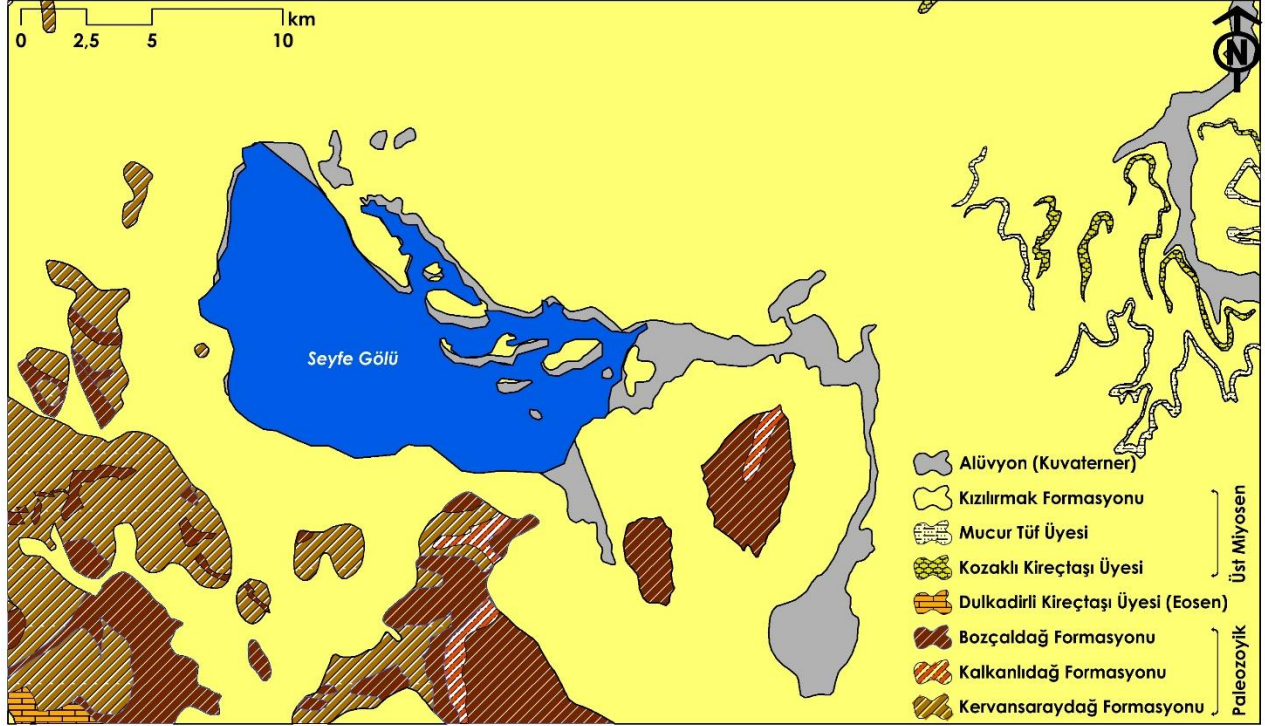 km
0 2,5 5 10
N
Seyfe Gölü
Alüvyon (Kuvaterner)
Kızılırmak Formasyonu
Mucur Tüf Üyesi
Kozaklı Kireçtaşı Üyesi
Üst Miyosen
Dulkadirli Kireçtaşı Üyesi (Eosen)
Bozçaldağ Formasyonu
Kalkanlıdağ Formasyonu
Kervansaraydağ Formasyonu
Paleozoyik